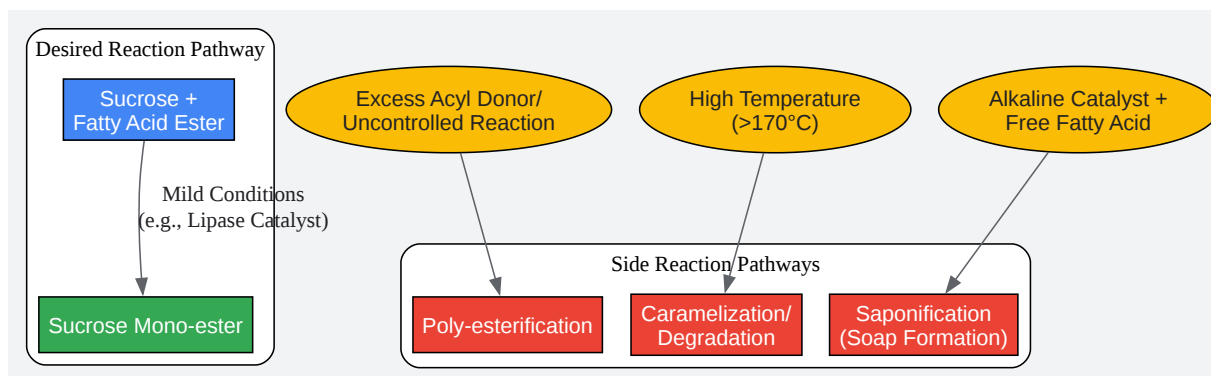 Desired Reaction Pathway
Sucrose +
Fatty Acid Ester
Mild Conditions
(e.g., Lipase Catalyst)
Sucrose Mono-ester
Excess Acyl Donor/
Uncontrolled Reaction
High Temperature
(>170°C)
Alkaline Catalyst +
Free Fatty Acid
Side Reaction Pathways
Poly-esterification
Caramelization/
Degradation
Saponification
(Soap Formation)